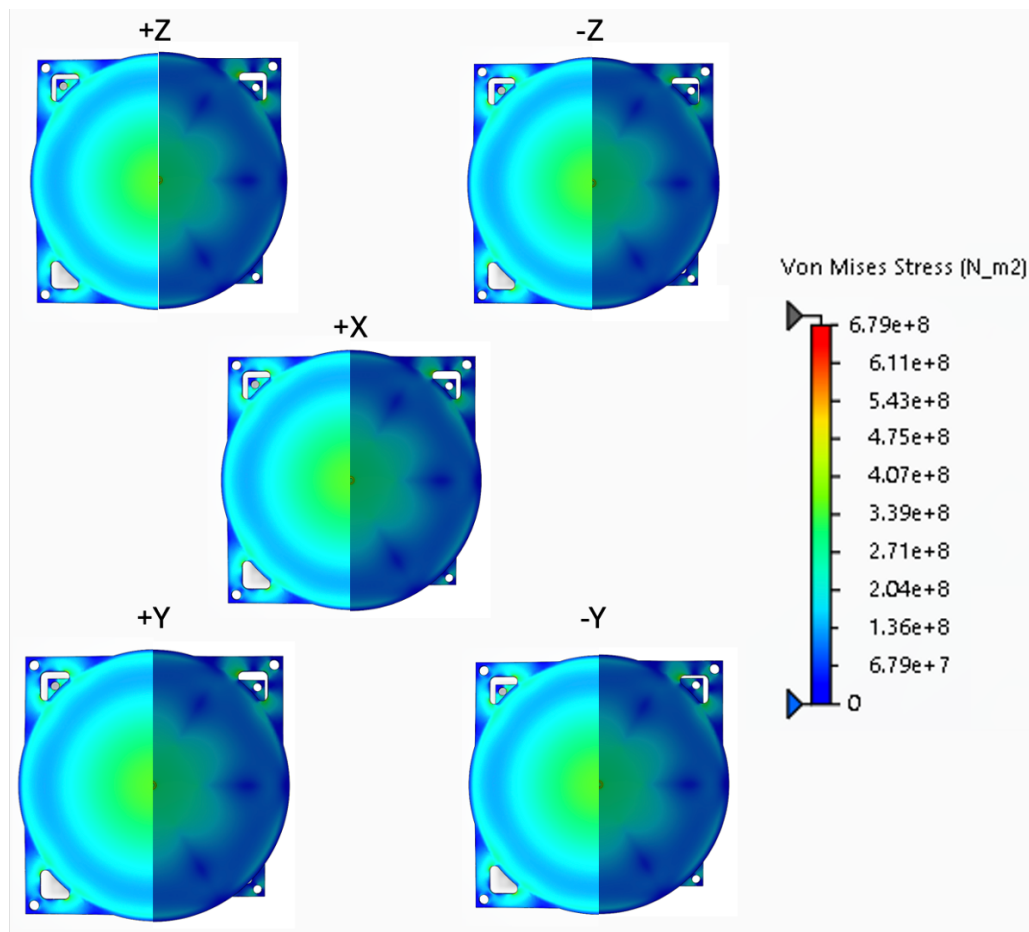 +Z
-Z
+X
+Y
-Y
Von Mises Stress (N_m2)
6.79e+8
6.11e+8
5.43e+8
4.75e+8
4.07e+8
3.39e+8
2.71e+8
2.04e+8
1.36e+8
6.79e+7
0